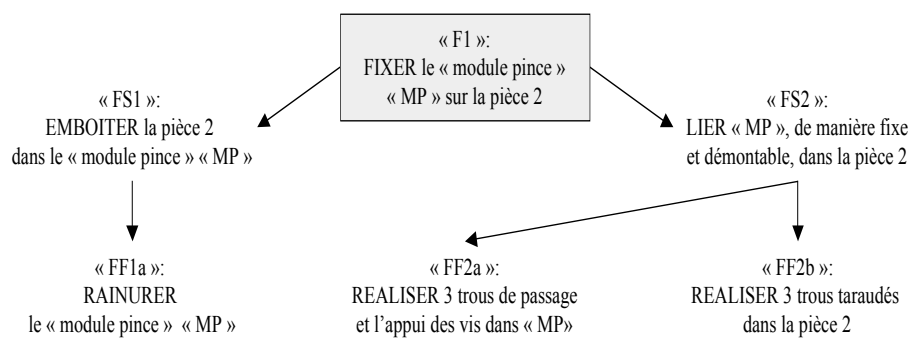 « F1 »:
FIXER le « module pince »
« MP » sur la pièce 2
« FS1 »:
EMBOITER la pièce 2
dans le « module pince » « MP »
« FS2 »:
LIER « MP », de manière fixe
et démontable, dans la pièce 2
« FF1a »:
RAINURER
le « module pince » « MP »
« FF2a »:
REALISER 3 trous de passage
et l’appui des vis dans « MP»
« FF2b »:
REALISER 3 trous taraudés
dans la pièce 2